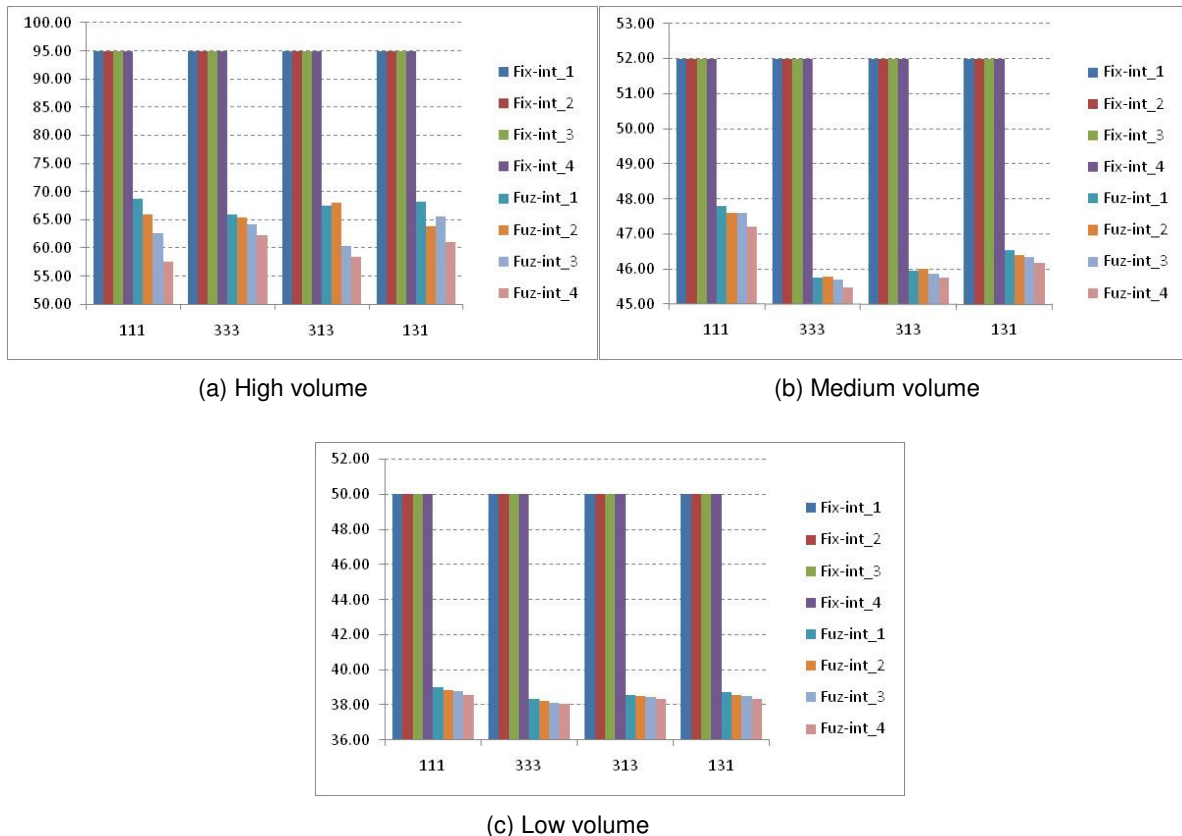 100.00
95.00
90.00
85.00
80.00
75.00
70.00
65.00
60.00
55.00
50.00
111 333 313 131
Fix-int_1
Fix-int_2
Fix-int_3
Fix-int_4
Fuz-int_1
Fuz-int_2
Fuz-int_3
Fuz-int_4
(a) High volume
53.00
52.00
51.00
50.00
49.00
48.00
47.00
46.00
45.00
111 333 313 131
Fix-int_1
Fix-int_2
Fix-int_3
Fix-int_4
Fuz-int_1
Fuz-int_2
Fuz-int_3
Fuz-int_4
(b) Medium volume
52.00
50.00
48.00
46.00
44.00
42.00
40.00
38.00
36.00
111 333 313 131
Fix-int_1
Fix-int_2
Fix-int_3
Fix-int_4
Fuz-int_1
Fuz-int_2
Fuz-int_3
Fuz-int_4
(c) Low volume